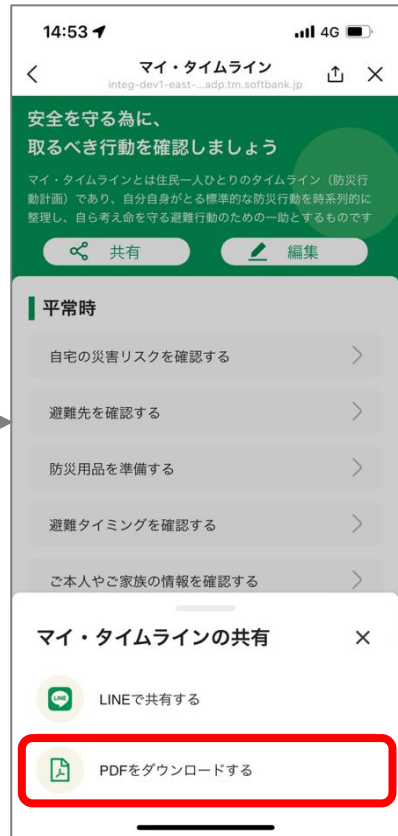 14:53
4G
マイ・タイムライン
integ-dev1-east-...adp.tm.softbank.jp
安全を守る為に、
取るべき行動を確認しましょう
マイ・タイムラインとは住民一人ひとりのタイムライン（防災行
動計画）であり、自分自身がとる標準的な防災行動を時系列的に
整理し、自ら考え命を守る避難行動のための一助とするものです
共有 編集
平常時
自宅の災害リスクを確認する
避難先を確認する
防災用品を準備する
避難タイミングを確認する
ご本人やご家族の情報を確認する
マイ・タイムラインの共有
LINE LINEで共有する
PDFをダウンロードする